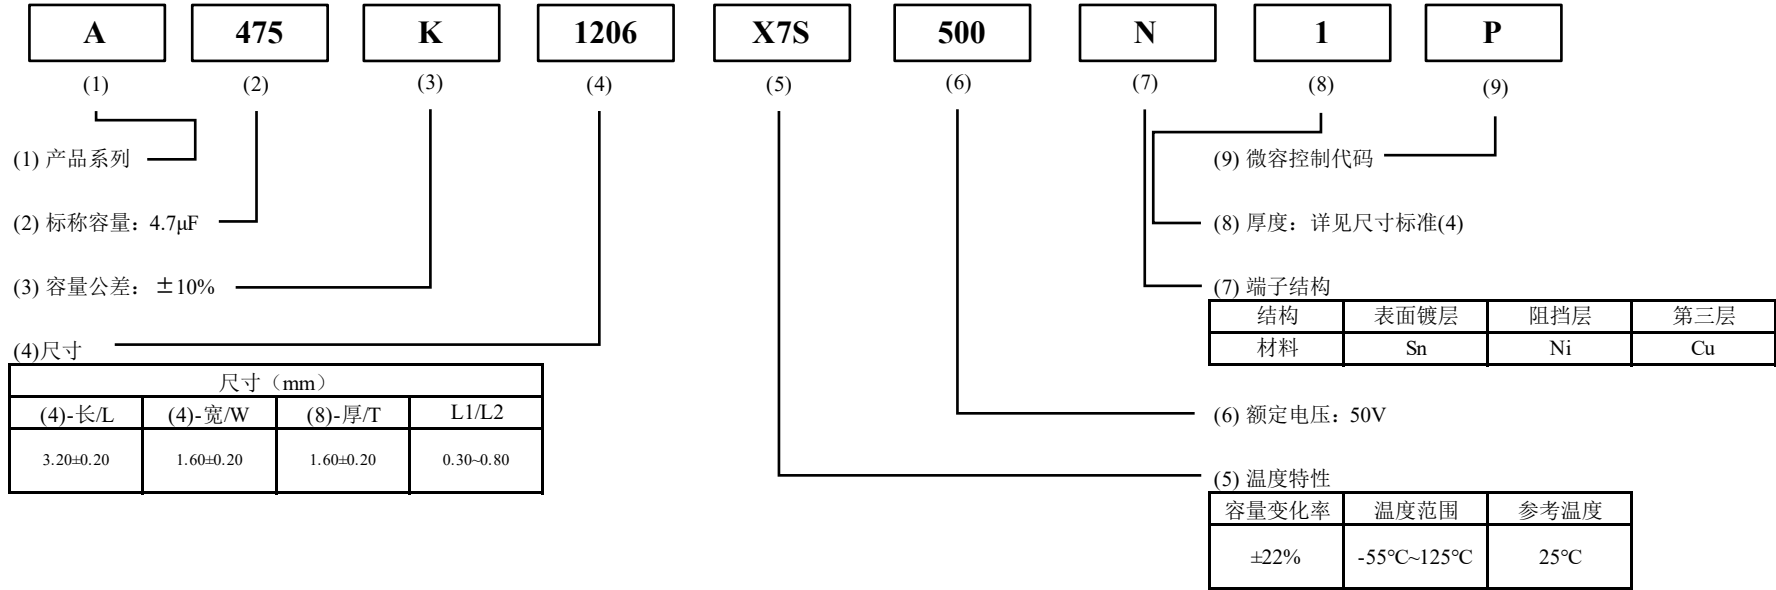 A 475 K 1206 X7S 500 N 1 P
(1) (2) (3) (4) (5) (6) (7) (8) (9)
(1) 产品系列
(2) 标称容量：4.7μF
(3) 容量公差：±10%
(4)尺寸
尺寸（mm）
(4)-长/L (4)-宽/W (8)-厚/T L1/L2
3.20±0.20 1.60±0.20 1.60±0.20 0.30~0.80
(9) 微容控制代码
(8) 厚度：详见尺寸标准(4)
(7) 端子结构
结构 表面镀层 阻挡层 第三层
材料 Sn Ni Cu
(6) 额定电压：50V
(5) 温度特性
容量变化率 温度范围 参考温度
±22% -55℃~125℃ 25℃